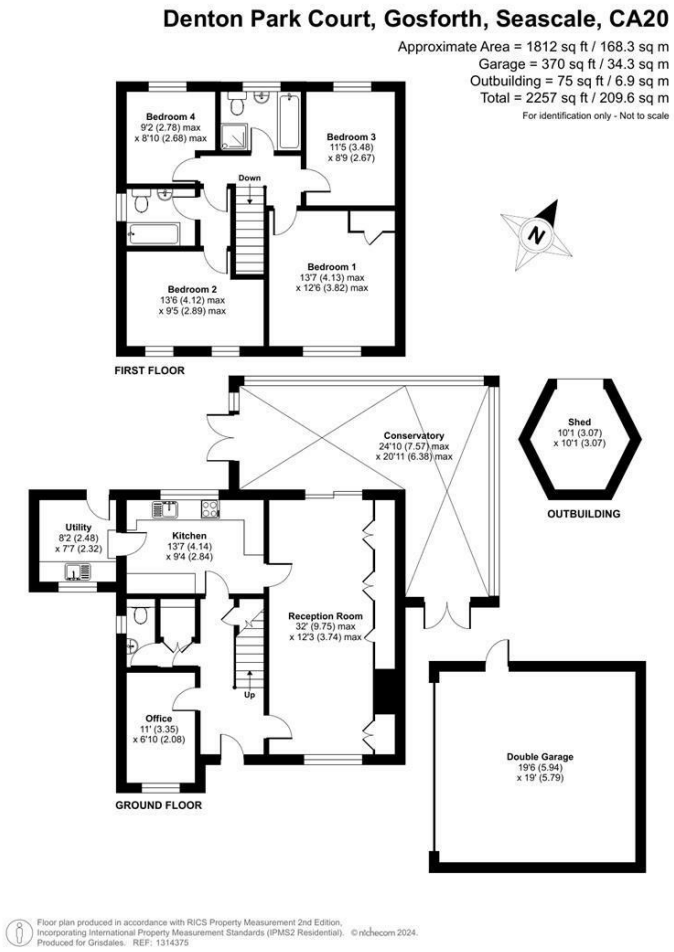 Denton Park Court, Gosforth, Seascale, CA20
Approximate Area = 1812 sq ft / 168.3 sq m
Garage = 370 sq ft / 34.3 sq m
Outbuilding = 75 sq ft / 6.9 sq m
Total = 2257 sq ft / 209.6 sq m
For identification only - Not to scale
Bedroom 4
9'2 (2.78) max
x 8'10 (2.68) max
Bedroom 3
11'5 (3.48)
x 8'9 (2.67)
Down
Bedroom 1
13'7 (4.13) max
x 12'6 (3.82) max
Bedroom 2
13'6 (4.12) max
x 9'5 (2.89) max
FIRST FLOOR
N
Conservatory
24'10 (7.57) max
x 20'11 (6.38) max
Shed
10'1 (3.07)
x 10'1 (3.07)
OUTBUILDING
Utility
8'2 (2.48)
x 7'7 (2.32)
Kitchen
13'7 (4.14)
x 9'4 (2.84)
Reception Room
32' (9.75) max
x 12'3 (3.74) max
Up
Office
11' (3.35)
x 6'10 (2.08)
Double Garage
19'6 (5.94)
x 19' (5.79)
GROUND FLOOR
Floor plan produced in accordance with RICS Property Measurement 2nd Edition,
Incorporating International Property Measurement Standards (IPMS2 Residential). © nichecom 2024.
Produced for Grisdales. REF: 1314375